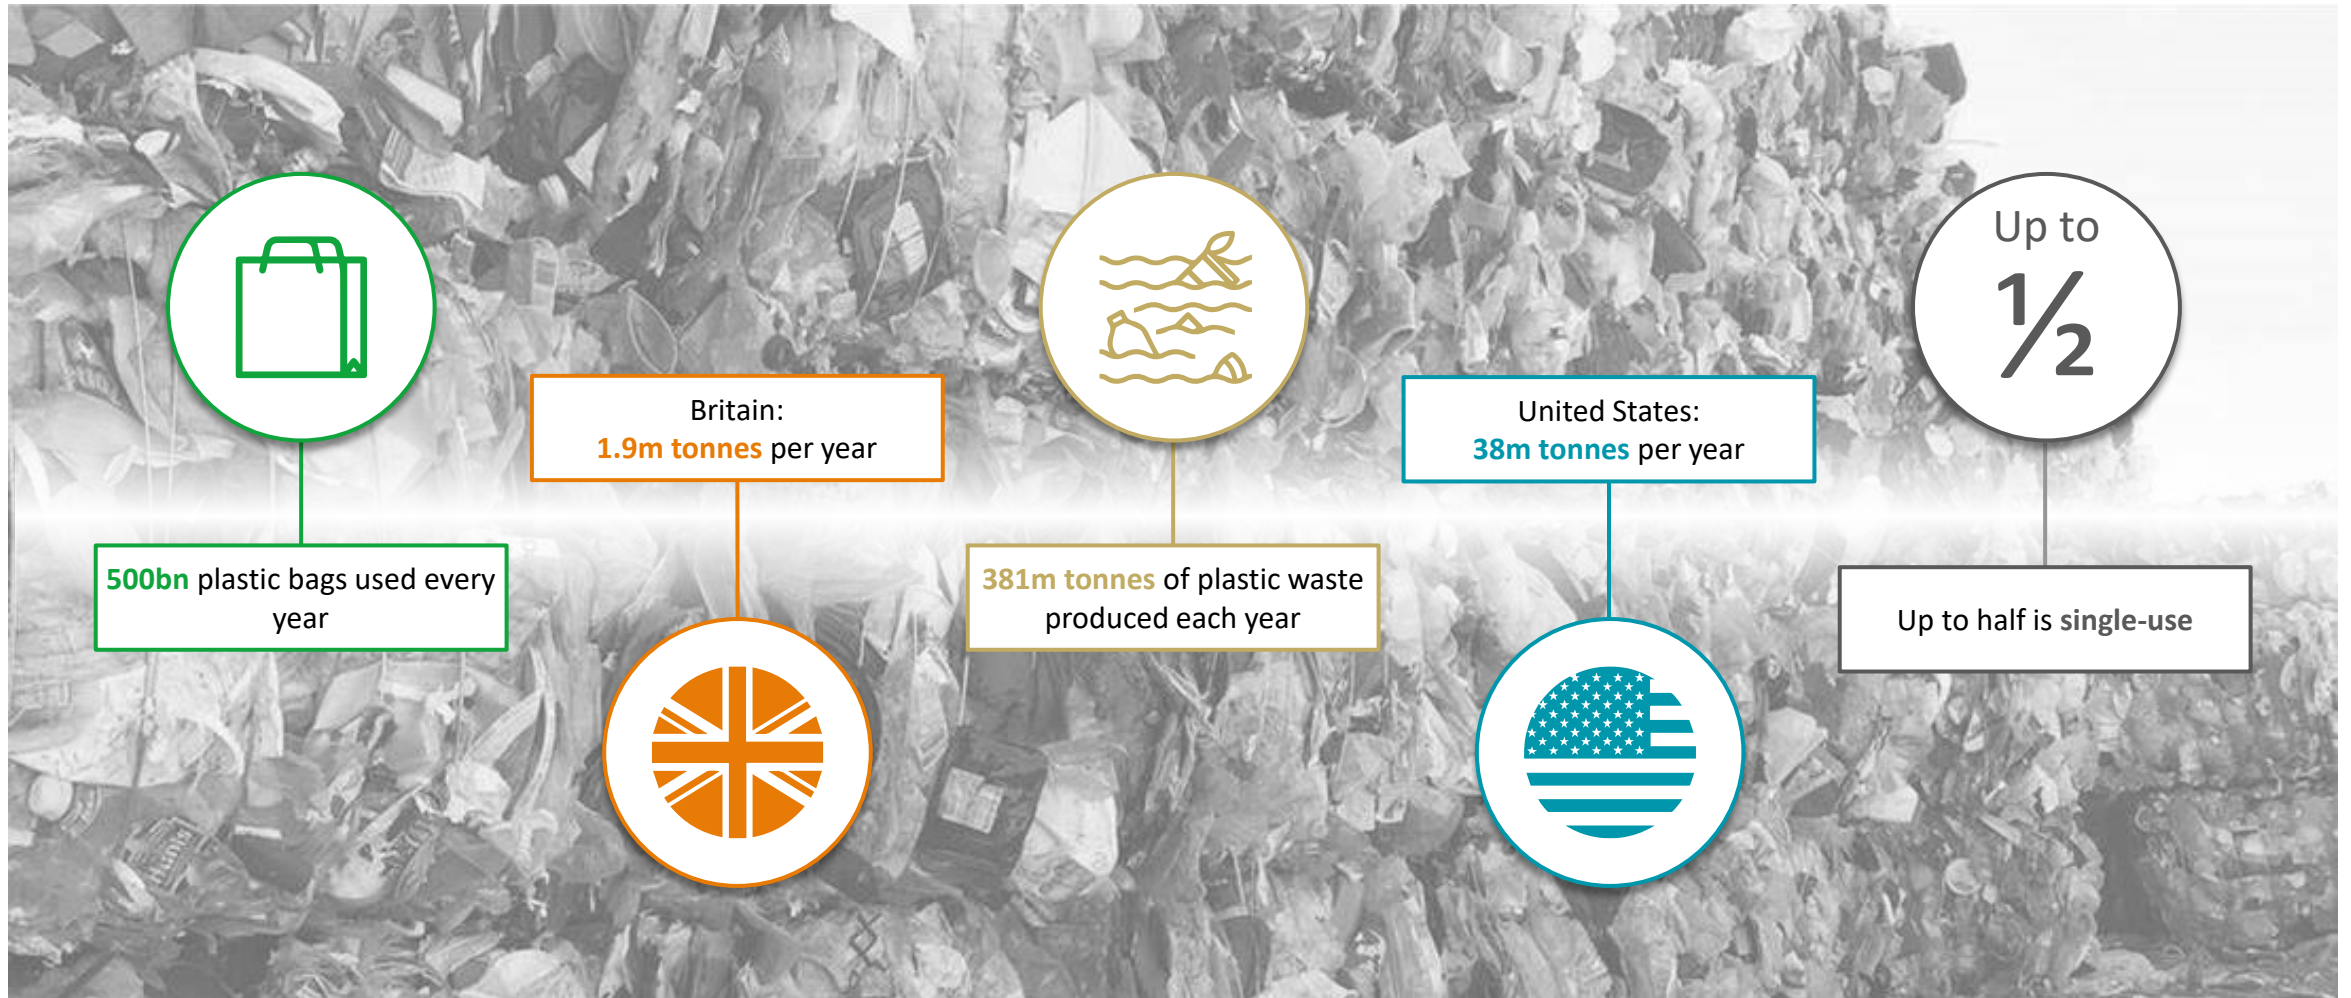 500bn plastic bags used every
year
Britain:
1.9m tonnes per year
381m tonnes of plastic waste
produced each year
United States:
38m tonnes per year
Up to
½
Up to half is single-use